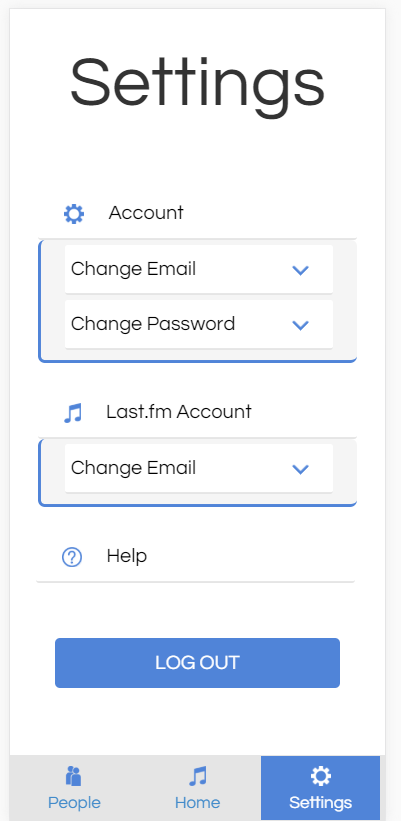 Settings
Account
Change Email
Change Password
Last.fm Account
Change Email
Help
LOG OUT
People Home Settings